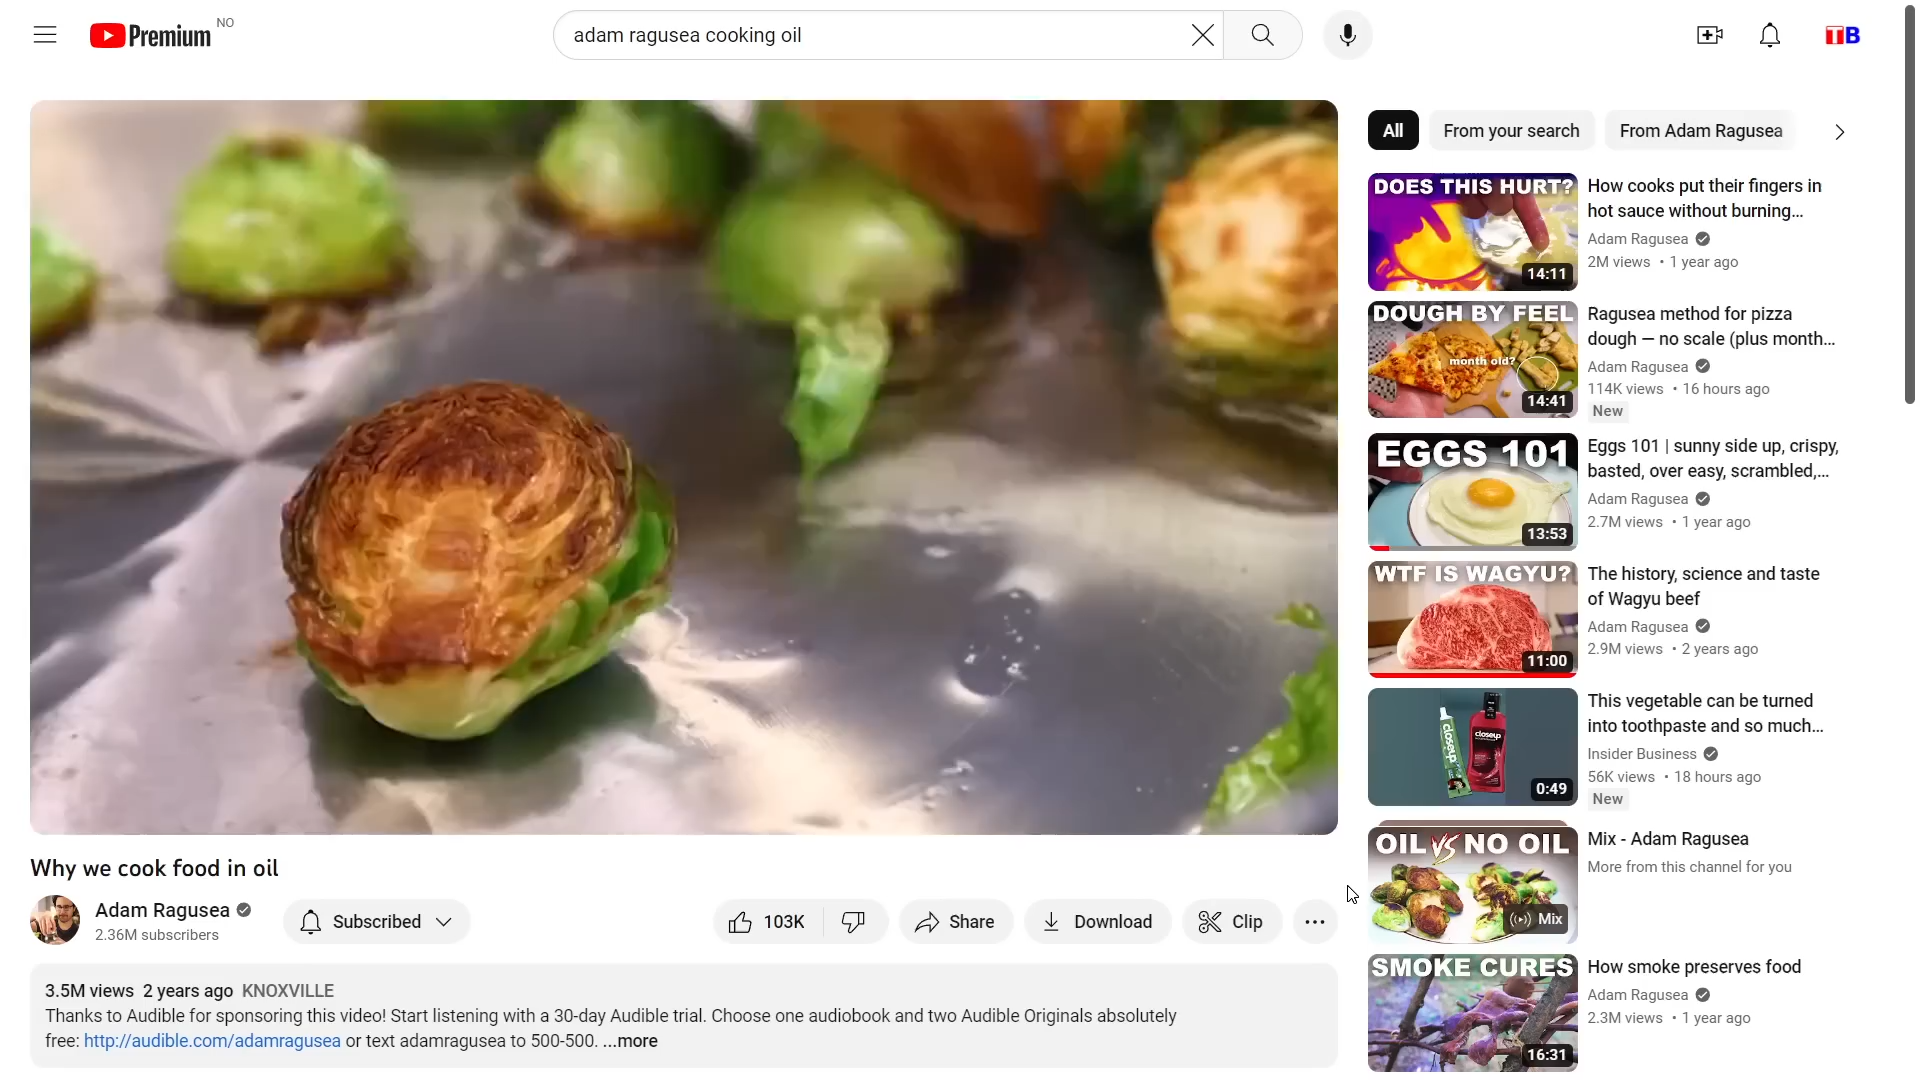 Premium NO
adam ragusea cooking oil
TB
All
From your search
From Adam Ragusea
DOES THIS HURT?
14:11
How cooks put their fingers in
hot sauce without burning...
Adam Ragusea
2M views • 1 year ago
DOUGH BY FEEL
month old?
14:41
Ragusea method for pizza
dough — no scale (plus month...
Adam Ragusea
114K views • 16 hours ago
New
EGGS 101
13:53
Eggs 101 | sunny side up, crispy,
basted, over easy, scrambled,...
Adam Ragusea
2.7M views • 1 year ago
WTF IS WAGYU?
11:00
The history, science and taste
of Wagyu beef
Adam Ragusea
2.9M views • 2 years ago
closeup
closeup
0:49
This vegetable can be turned
into toothpaste and so much...
Insider Business
56K views • 18 hours ago
New
OIL VS NO OIL
Mix
Mix - Adam Ragusea
More from this channel for you
SMOKE CURES
16:31
How smoke preserves food
Adam Ragusea
2.3M views • 1 year ago
Why we cook food in oil
Adam Ragusea
2.36M subscribers
Subscribed
103K
Share
Download
Clip
3.5M views 2 years ago KNOXVILLE
Thanks to Audible for sponsoring this video! Start listening with a 30-day Audible trial. Choose one audiobook and two Audible Originals absolutely
free: http://audible.com/adamragusea or text adamragusea to 500-500. ...more